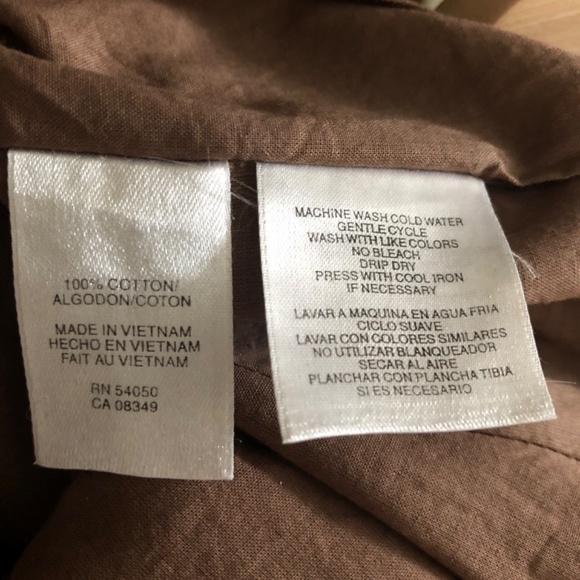 100% COTTON/
ALGODON/COTON
MADE IN VIETNAM
HECHO EN VIETNAM
FAIT AU VIETNAM
RN 54050
CA 08349
MACHINE WASH COLD WATER
GENTLE CYCLE
WASH WITH LIKE COLORS
NO BLEACH
DRIP DRY
PRESS WITH COOL IRON
IF NECESSARY
LAVAR A MAQUINA EN AGUA FRIA
CICLO SUAVE
LAVAR CON COLORES SIMILARES
NO UTILIZAR BLANQUEADOR
SECAR AL AIRE
PLANCHAR CON PLANCHA TIBIA
SI ES NECESARIO